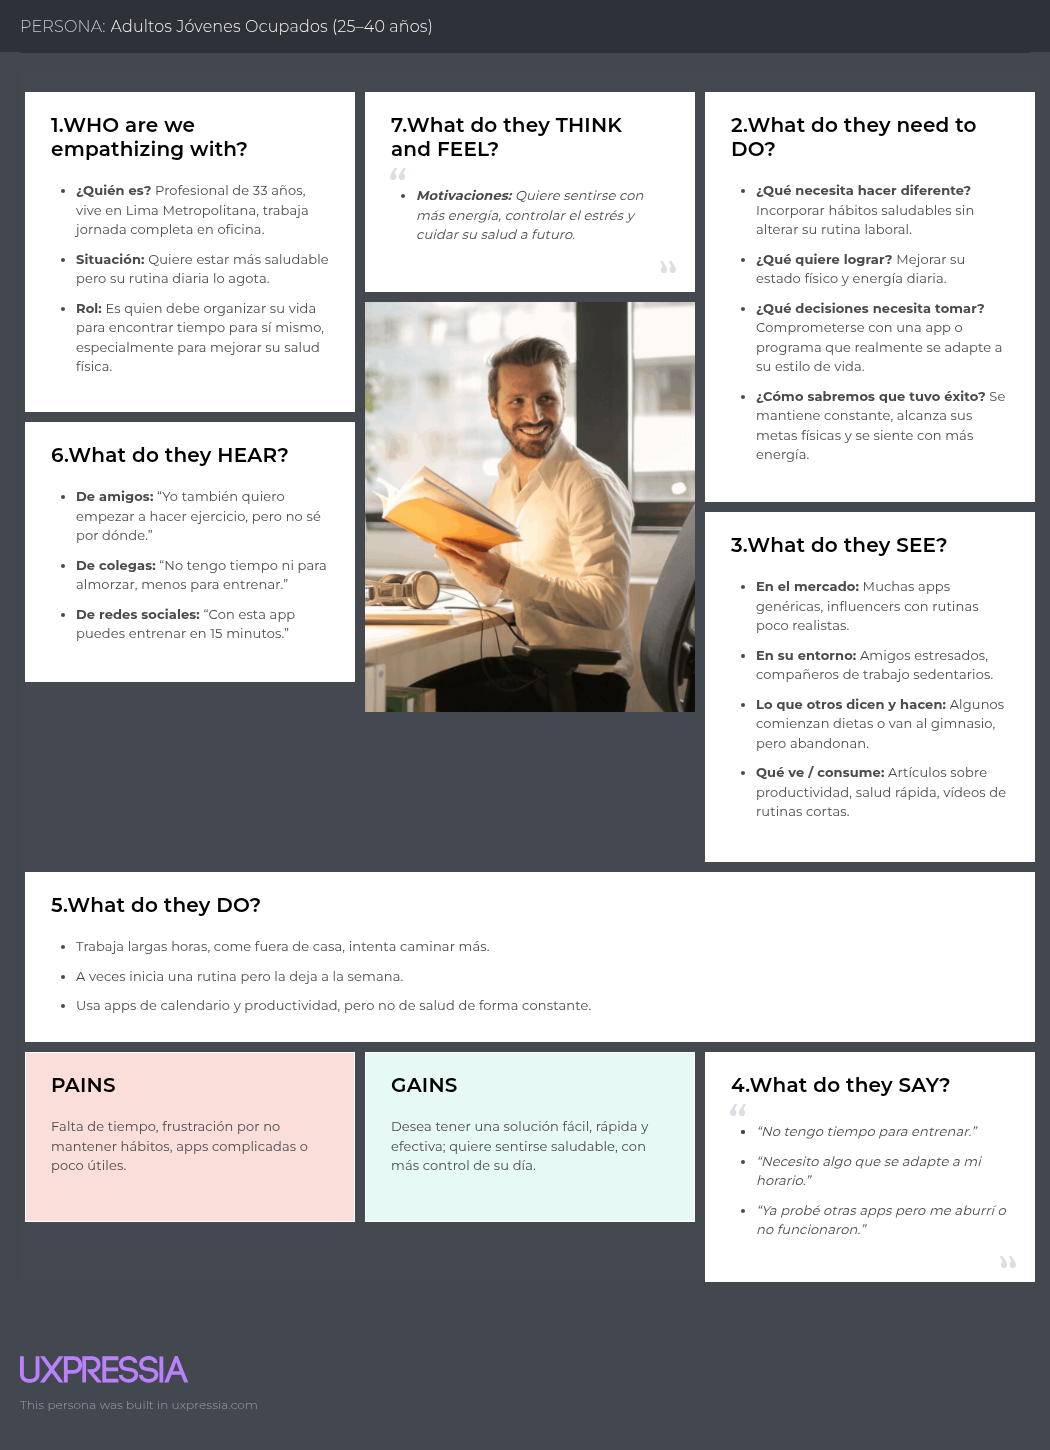 PERSONA: Adultos Jóvenes Ocupados (25–40 años)
1.WHO are we
empathizing with?
• ¿Quién es? Profesional de 33 años,
vive en Lima Metropolitana, trabaja
jornada completa en oficina.
• Situación: Quiere estar más saludable
pero su rutina diaria lo agota.
• Rol: Es quien debe organizar su vida
para encontrar tiempo para sí mismo,
especialmente para mejorar su salud
física.
7.What do they THINK
and FEEL?
“
• Motivaciones: Quiere sentirse con
más energía, controlar el estrés y
cuidar su salud a futuro.
”
2.What do they need to
DO?
• ¿Qué necesita hacer diferente?
Incorporar hábitos saludables sin
alterar su rutina laboral.
• ¿Qué quiere lograr? Mejorar su
estado físico y energía diaria.
• ¿Qué decisiones necesita tomar?
Comprometerse con una app o
programa que realmente se adapte a
su estilo de vida.
• ¿Cómo sabremos que tuvo éxito? Se
mantiene constante, alcanza sus
metas físicas y se siente con más
energía.
6.What do they HEAR?
• De amigos: “Yo también quiero
empezar a hacer ejercicio, pero no sé
por dónde.”
• De colegas: “No tengo tiempo ni para
almorzar, menos para entrenar.”
• De redes sociales: “Con esta app
puedes entrenar en 15 minutos.”
3.What do they SEE?
• En el mercado: Muchas apps
genéricas, influencers con rutinas
poco realistas.
• En su entorno: Amigos estresados,
compañeros de trabajo sedentarios.
• Lo que otros dicen y hacen: Algunos
comienzan dietas o van al gimnasio,
pero abandonan.
• Qué ve / consume: Artículos sobre
productividad, salud rápida, vídeos de
rutinas cortas.
5.What do they DO?
• Trabaja largas horas, come fuera de casa, intenta caminar más.
• A veces inicia una rutina pero la deja a la semana.
• Usa apps de calendario y productividad, pero no de salud de forma constante.
PAINS
Falta de tiempo, frustración por no
mantener hábitos, apps complicadas o
poco útiles.
GAINS
Desea tener una solución fácil, rápida y
efectiva; quiere sentirse saludable, con
más control de su día.
4.What do they SAY?
“
• “No tengo tiempo para entrenar.”
• “Necesito algo que se adapte a mi
horario.”
• “Ya probé otras apps pero me aburrí o
no funcionaron.”
”
UXPRESSIA
This persona was built in uxpressia.com